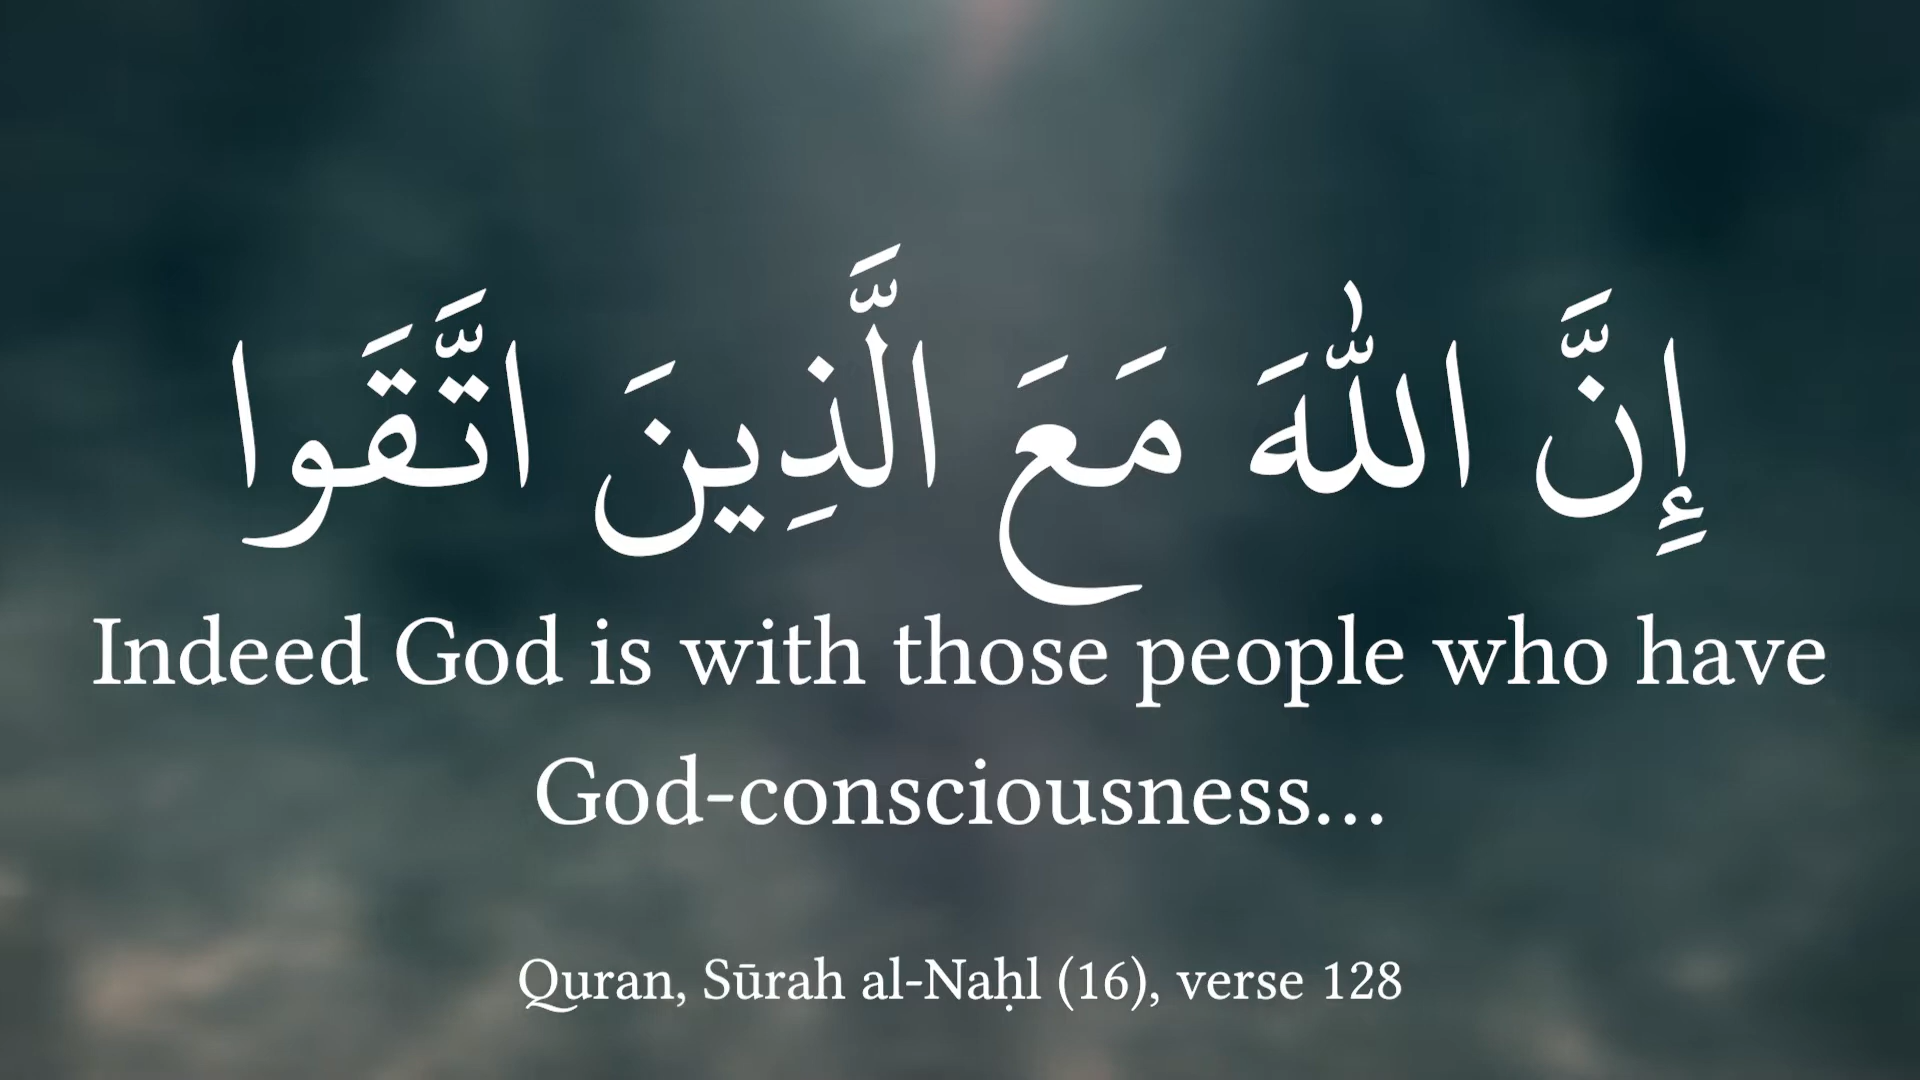 إِنَّ اللّٰهَ مَعَ الَّذِينَ اتَّقَوا
Indeed God is with those people who have
God-consciousness...
Quran, Sūrah al-Naḥl (16), verse 128